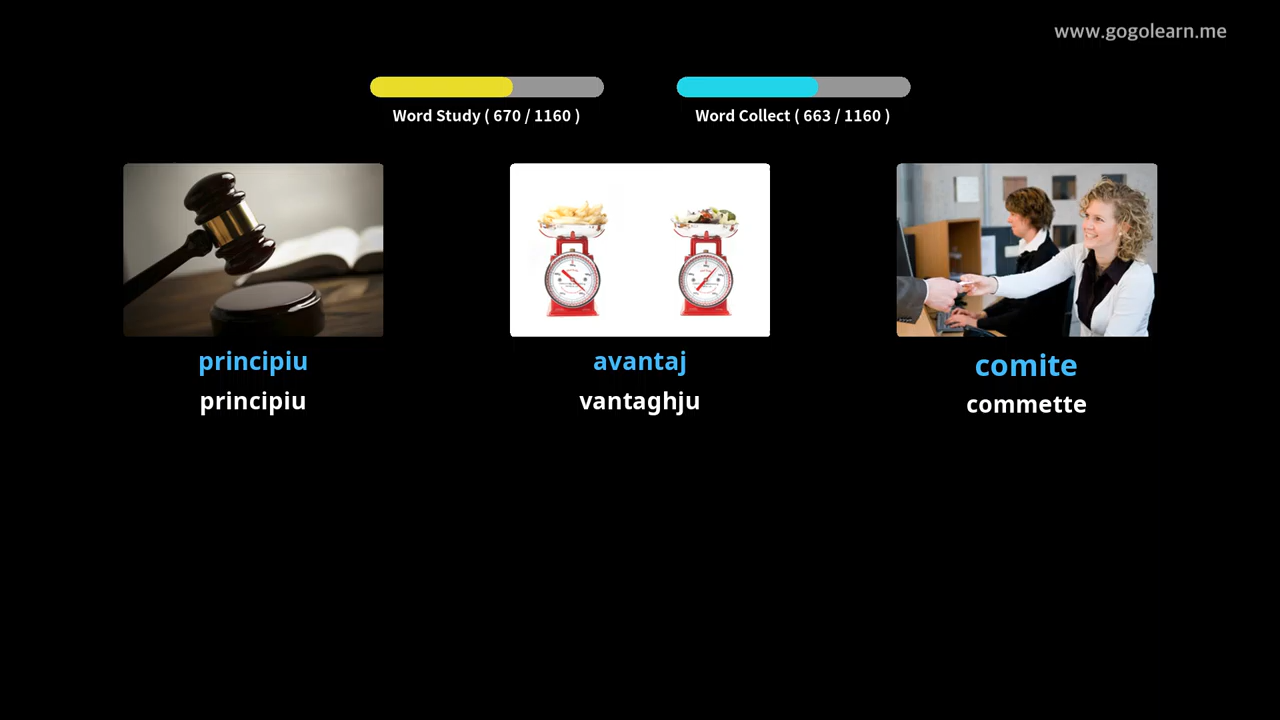 www.gogolearn.me
Word Study ( 670 / 1160 )
Word Collect ( 663 / 1160 )
principiu
avantaj
comite
principiu
vantaghju
commette